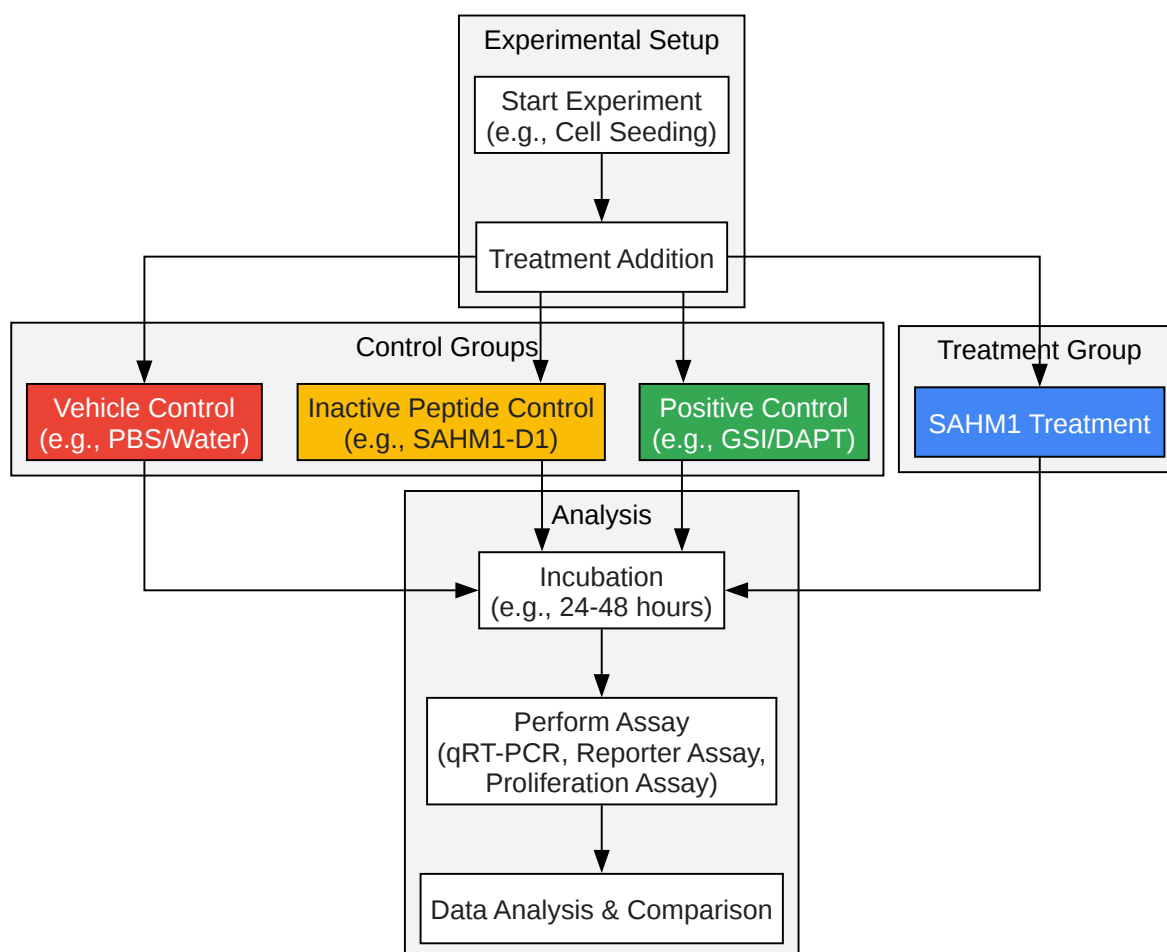 Experimental Setup
Start Experiment
(e.g., Cell Seeding)
Treatment Addition
Control Groups
Treatment Group
Vehicle Control
(e.g., PBS/Water)
Inactive Peptide Control
(e.g., SAHM1-D1)
Positive Control
(e.g., GSI/DAPT)
SAHM1 Treatment
Analysis
Incubation
(e.g., 24-48 hours)
Perform Assay
(qRT-PCR, Reporter Assay,
Proliferation Assay)
Data Analysis & Comparison